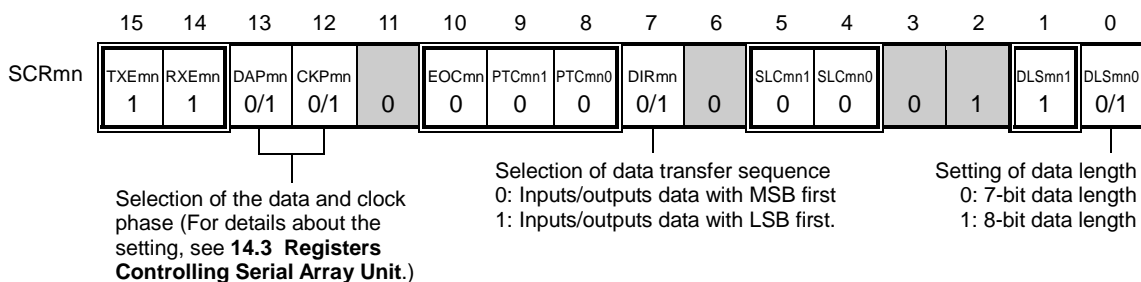 15 14 13 12 11 10 9 8 7 6 5 4 3 2 1 0
SCRmn
TXEmn RXEmn DAPmn CKPmn EOCmn PTCmn1 PTCmn0 DIRmn SLCmn1 SLCmn0 DLSmn1 DLSmn0
1 1 0/1 0/1 0 0 0 0 0/1 0 0 0 0 1 1 0/1
Selection of the data and clock
phase (For details about the
setting, see 14.3 Registers
Controlling Serial Array Unit.)
Selection of data transfer sequence
0: Inputs/outputs data with MSB first
1: Inputs/outputs data with LSB first.
Setting of data length
0: 7-bit data length
1: 8-bit data length